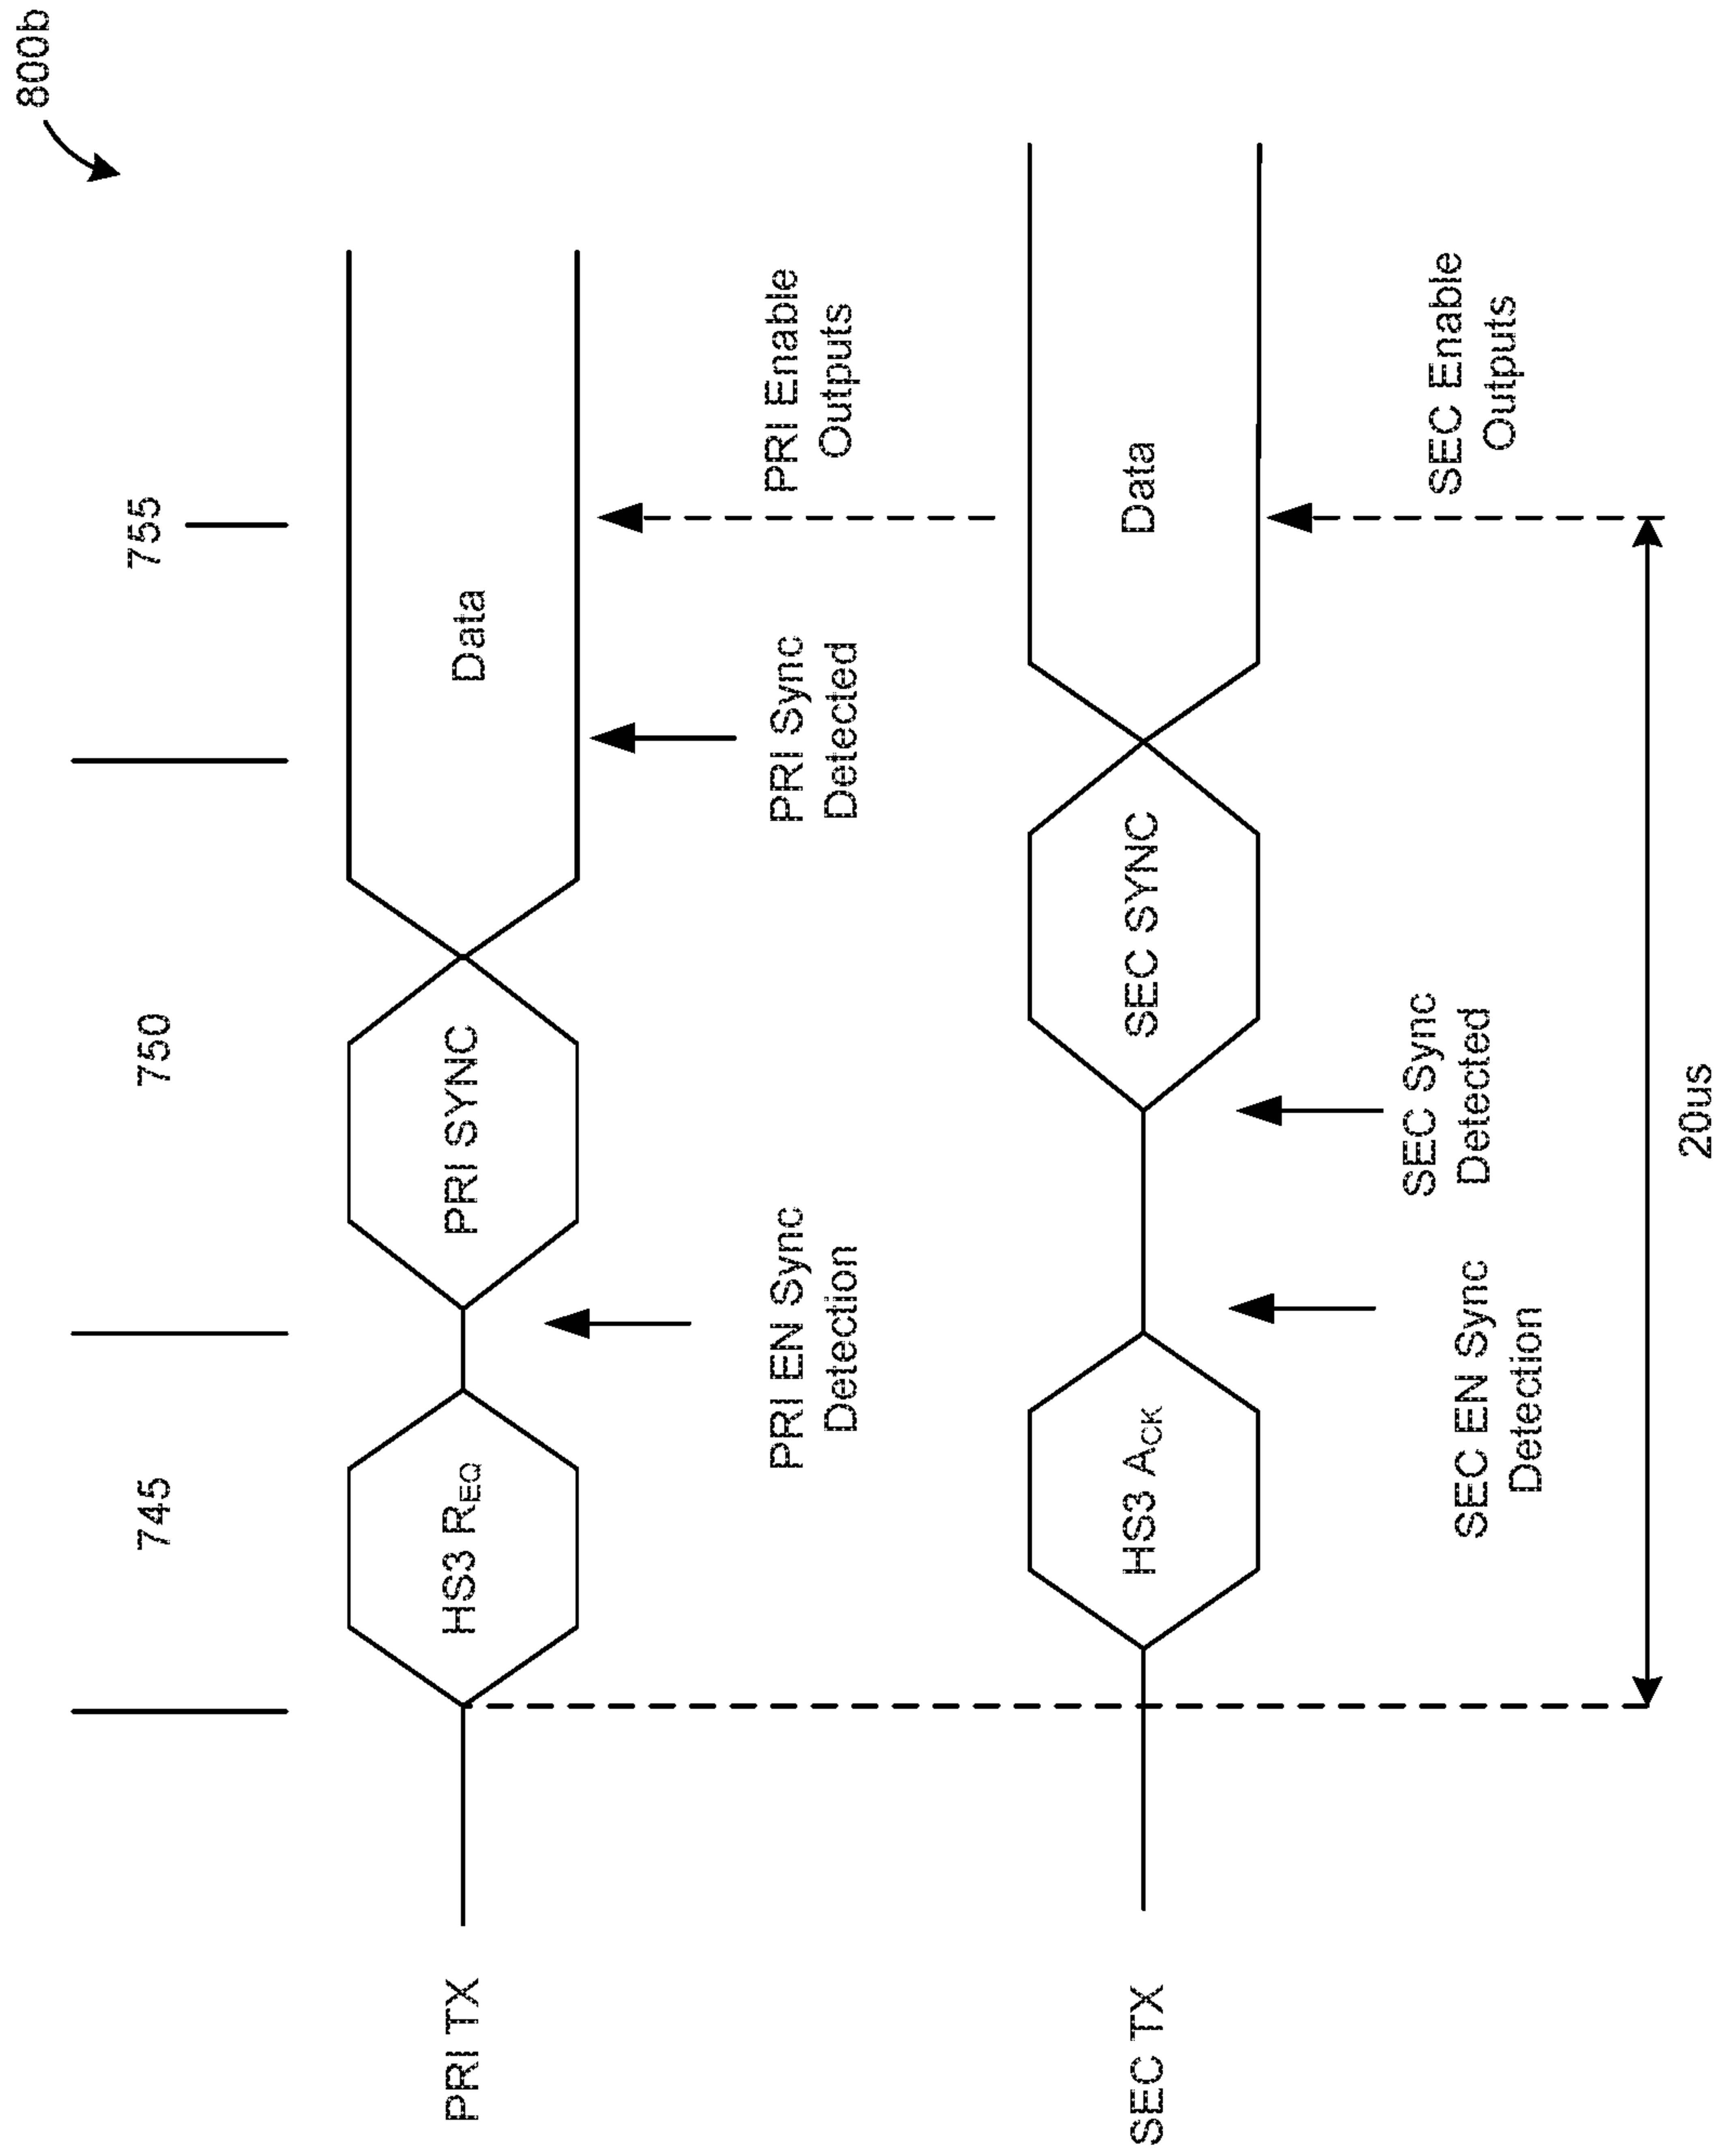 800b
745
750
755
PRI TX
HS3 REQ
PRI SYNC
Data
PRI EN Sync
Detection
PRI Sync
Detected
PRI Enable
Outputs
SEC TX
HS3 ACK
SEC SYNC
Data
SEC EN Sync
Detection
SEC Sync
Detected
SEC Enable
Outputs
20us